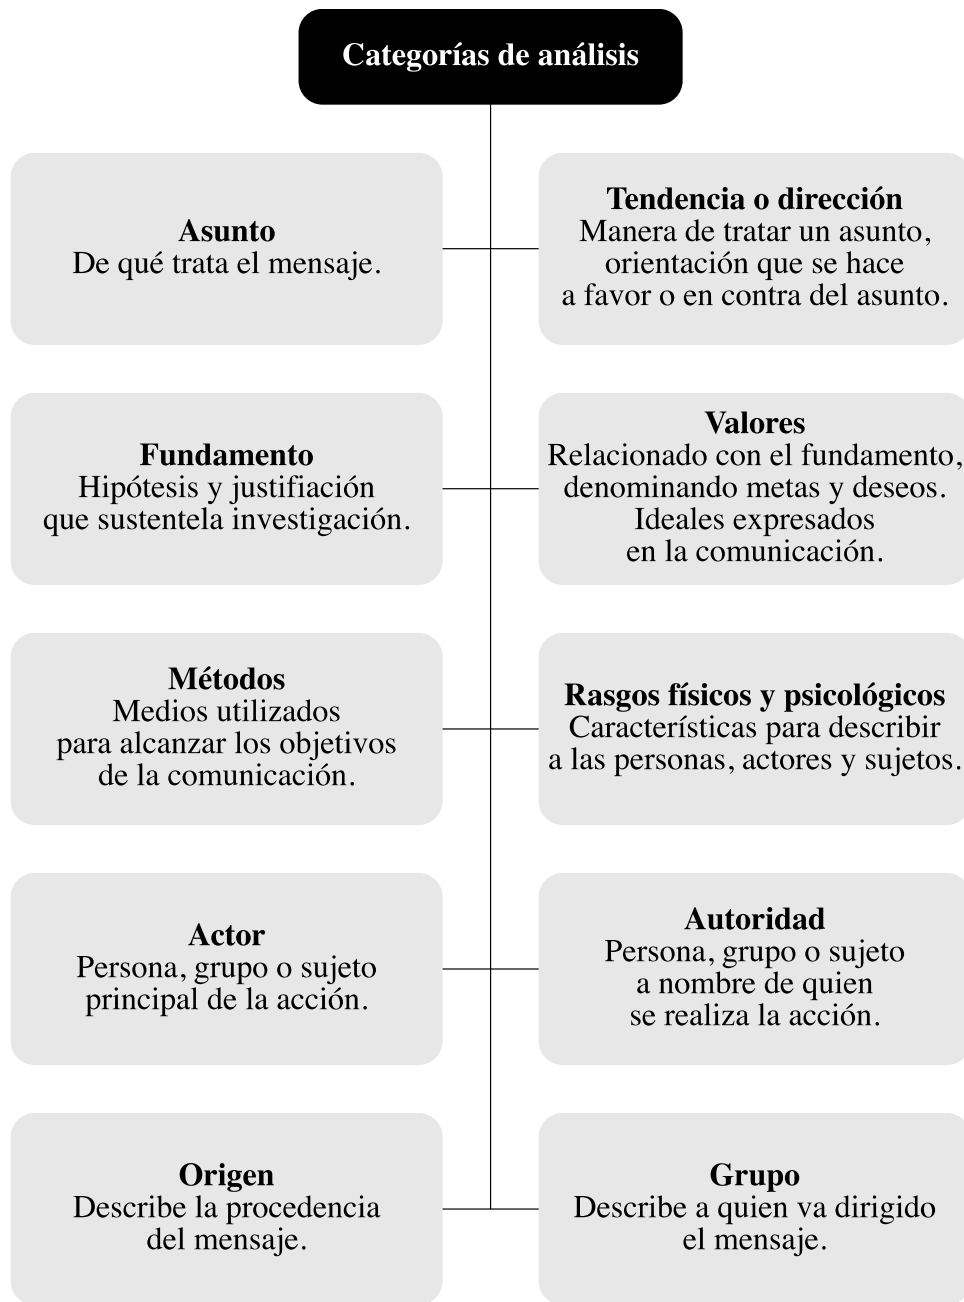 Categorías de análisis
Asunto
De qué trata el mensaje.
Tendencia o dirección
Manera de tratar un asunto,
orientación que se hace
a favor o en contra del asunto.
Fundamento
Hipótesis y justifiación
que sustentela investigación.
Valores
Relacionado con el fundamento,
denominando metas y deseos.
Ideales expresados
en la comunicación.
Métodos
Medios utilizados
para alcanzar los objetivos
de la comunicación.
Rasgos físicos y psicológicos
Características para describir
a las personas, actores y sujetos.
Actor
Persona, grupo o sujeto
principal de la acción.
Autoridad
Persona, grupo o sujeto
a nombre de quien
se realiza la acción.
Origen
Describe la procedencia
del mensaje.
Grupo
Describe a quien va dirigido
el mensaje.